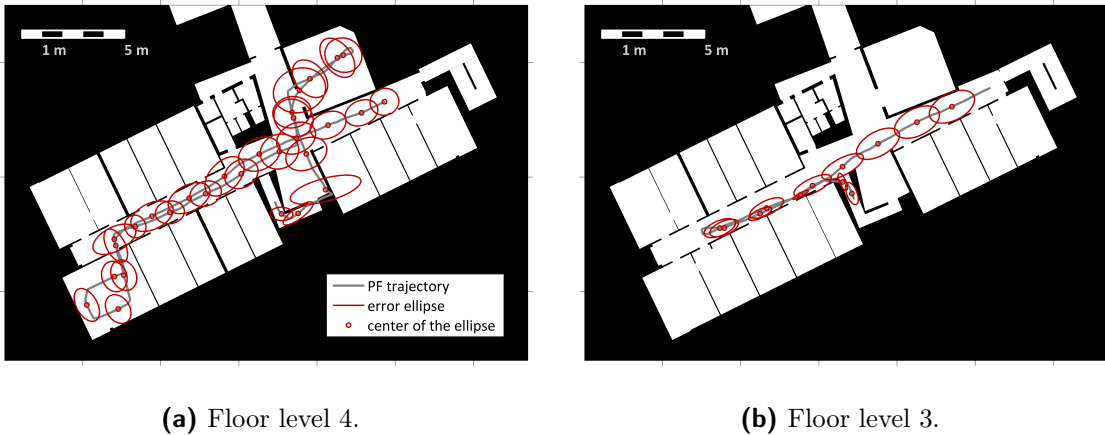 1 m 5 m
1 m 5 m
PF trajectory
error ellipse
center of the ellipse
(a) Floor level 4.
(b) Floor level 3.